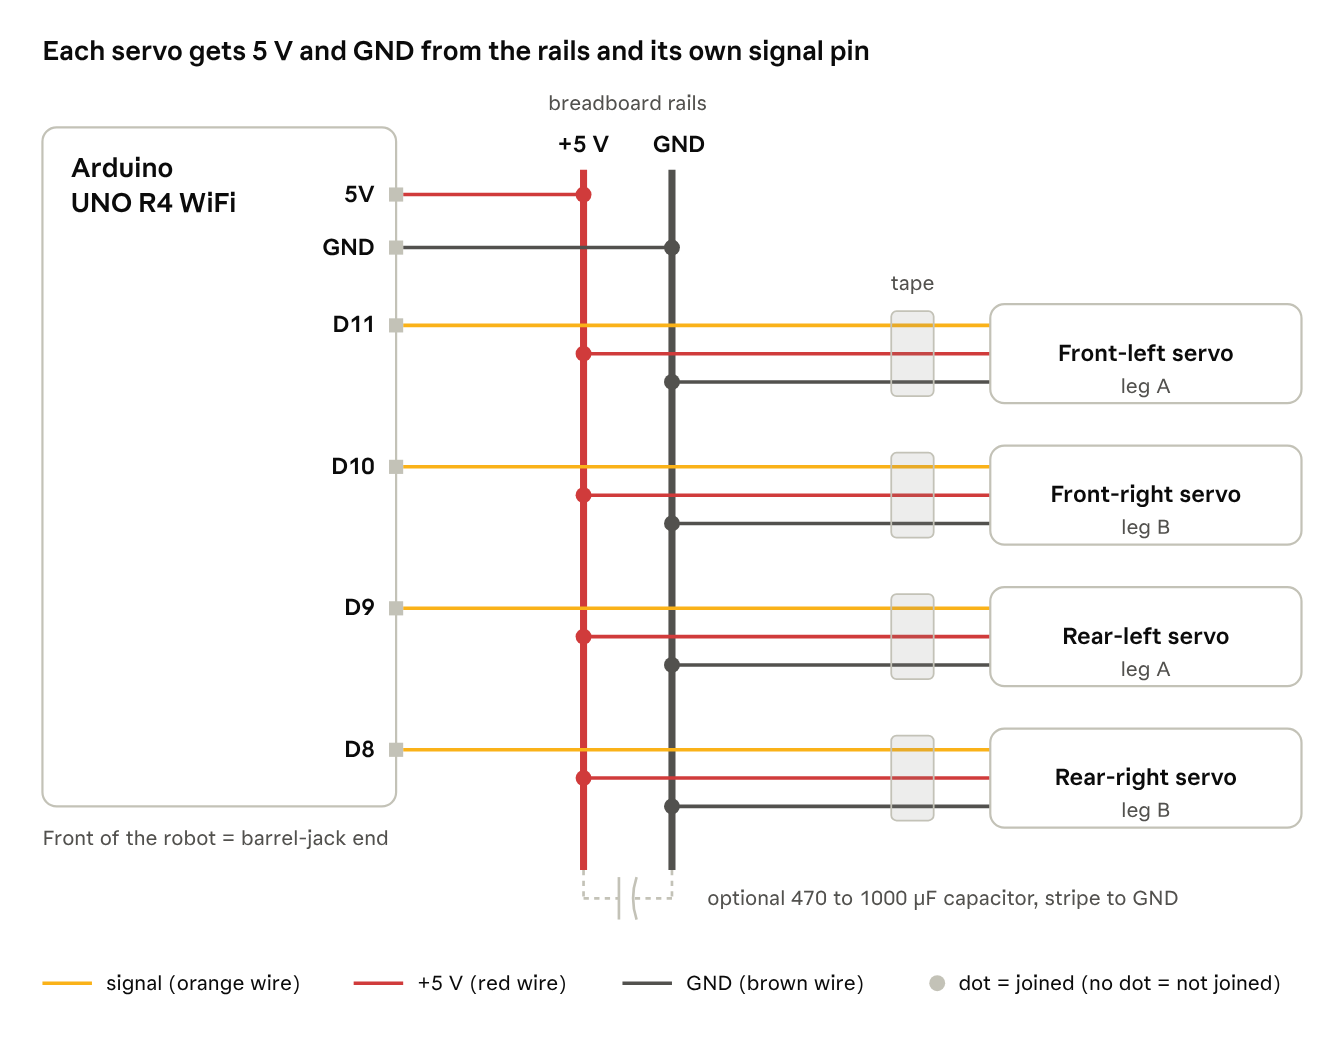 Each servo gets 5 V and GND from the rails and its own signal pin
breadboard rails
+5 V
GND
Arduino
UNO R4 WiFi
5V
GND
tape
D11
Front-left servo
leg A
D10
Front-right servo
leg B
D9
Rear-left servo
leg A
D8
Rear-right servo
leg B
Front of the robot = barrel-jack end
optional 470 to 1000 µF capacitor, stripe to GND
signal (orange wire)
+5 V (red wire)
GND (brown wire)
dot = joined (no dot = not joined)